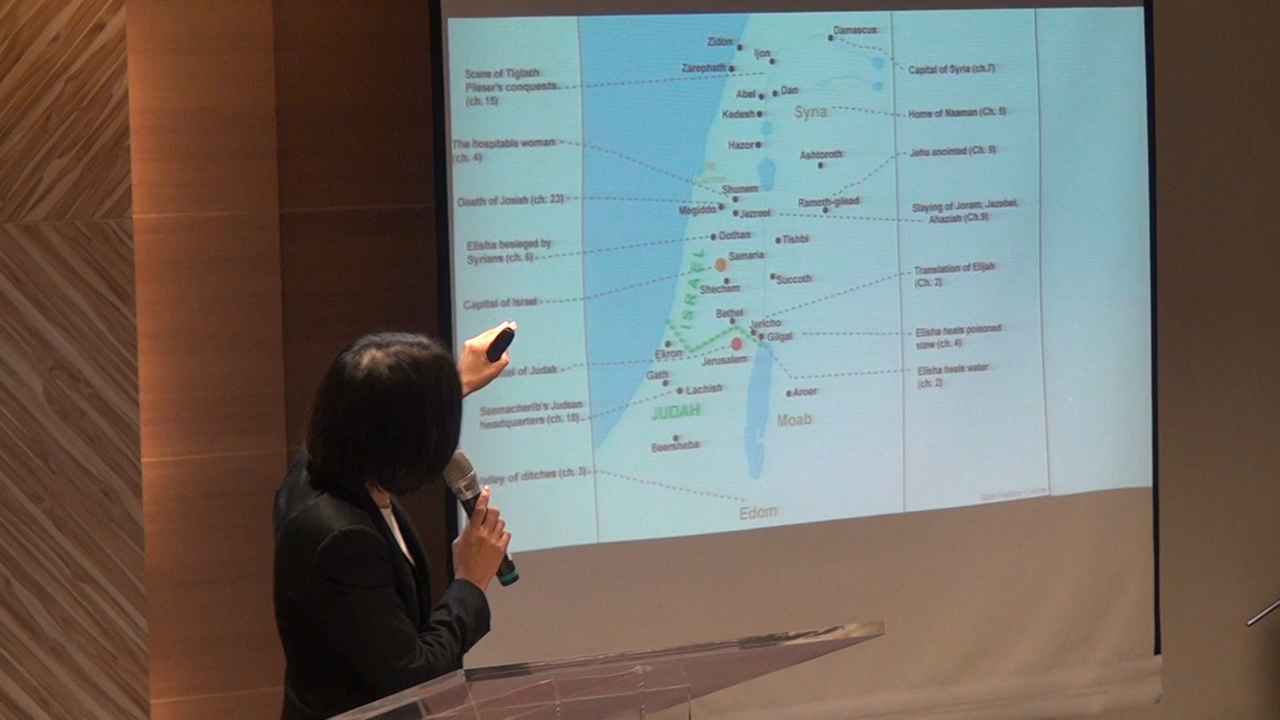 Damascus
Zidon
Ijon
Zarephath
Capital of Syria (ch.7)
Scene of Tiglath
Pileser's conquests
(ch. 15)
Abel
Dan
Kedesh
Syria
Home of Naaman (Ch. 5)
The hospitable woman
(ch. 4)
Hazor
Ashtoroth
Jehu anointed (Ch. 9)
Shunem
Death of Josiah (ch. 23)
Megiddo
Jezreel
Ramoth-gilead
Slaying of Joram, Jezebel,
Ahaziah (Ch.9)
Elisha besieged by
Syrians (ch. 6)
Dothan
Tishbi
Samaria
ISRAEL
Shechem
Succoth
Translation of Elijah
(Ch. 2)
Capital of Israel
Bethel
Jericho
Gilgal
Elisha heals poisoned
stew (ch. 4)
Ekron
Jerusalem
of Judah
Gath
Lachish
Elisha heals water
(ch. 2)
Aroer
Sennacherib's Judean
headquarters (ch. 18)
JUDAH
Moab
Beersheba
of ditches (ch. 3)
Edom